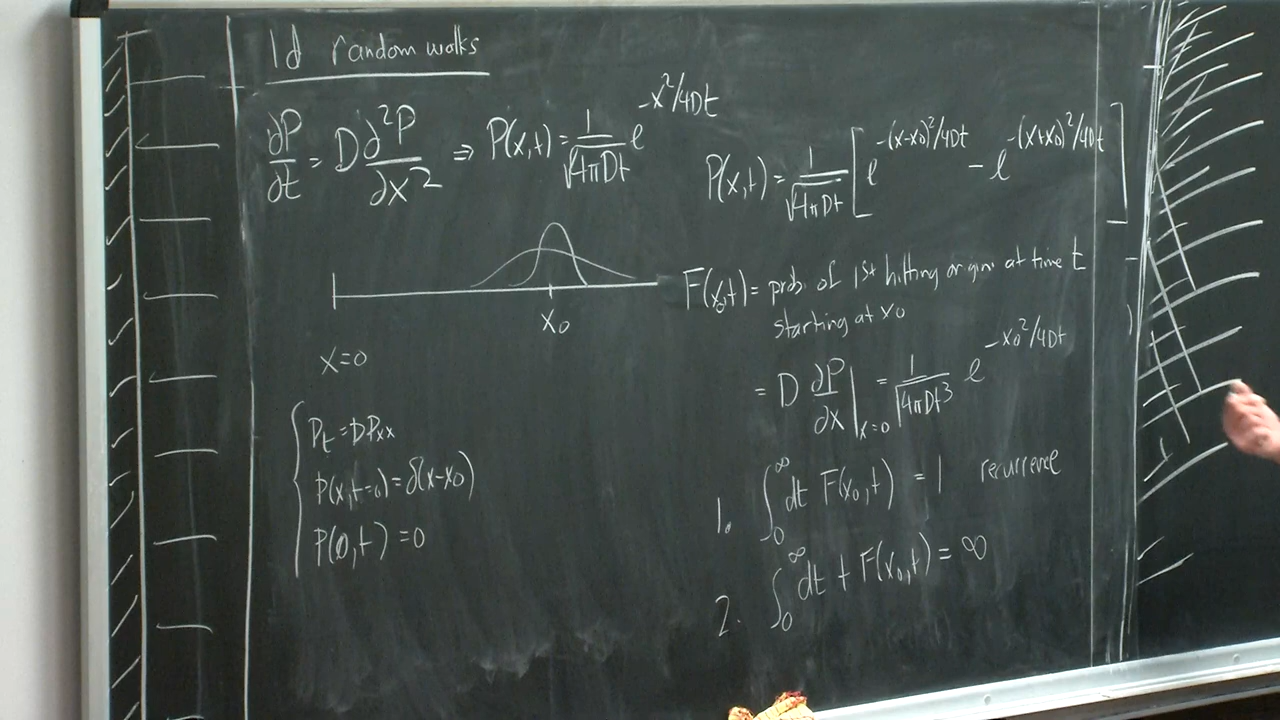 1d random walks
∂P/∂t = D ∂²P/∂x² ⇒ P(x,t) = 1/√(4πDt) e^(-x²/4Dt)
x₀
x=0
P_t = DP_xx
P(x,t=0) = δ(x-x₀)
P(0,t) = 0
P(x,t) = 1/√(4πDt) [e^(-(x-x₀)²/4Dt) - e^(-(x+x₀)²/4Dt)]
F(x₀,t) = prob. of 1st hitting origin at time t
starting at x₀
= D ∂P/∂x |_(x=0) = 1/√(4πDt³) e^(-x₀²/4Dt)
1. ∫₀^∞ dt F(x₀,t) = 1 recurrence
2. ∫₀^∞ dt t F(x₀,t) = ∞